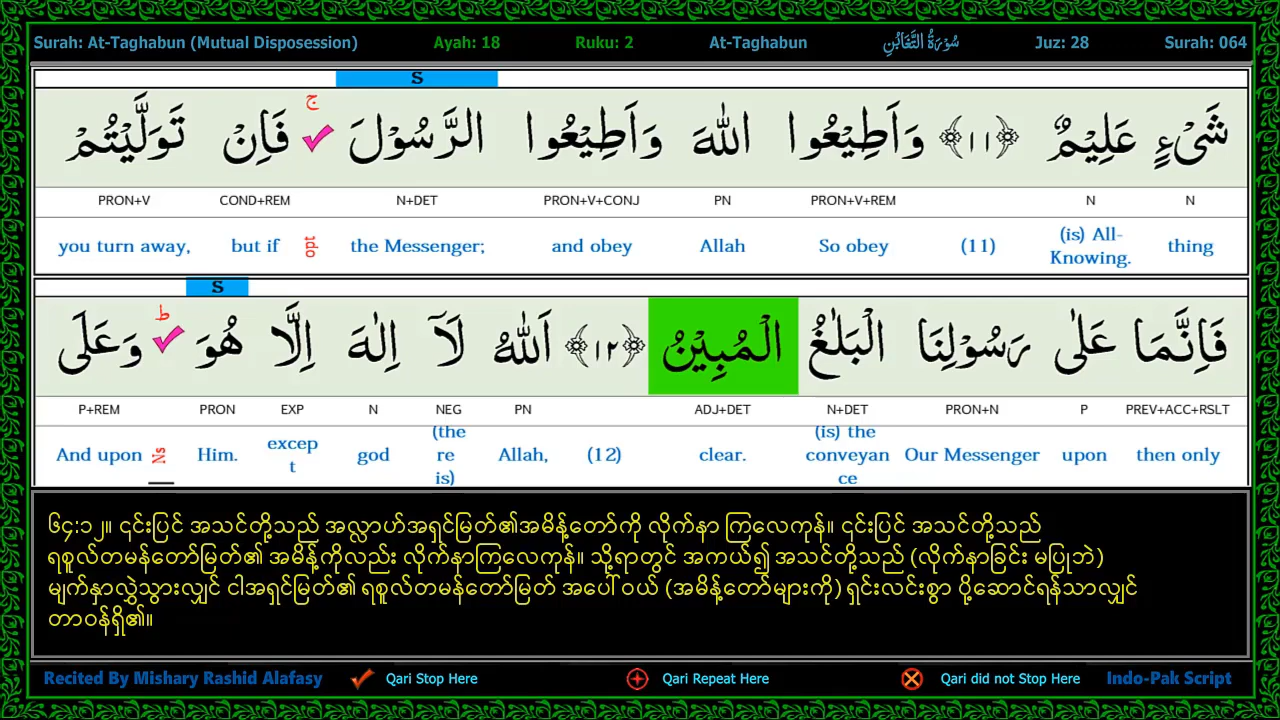 Surah: At-Taghabun (Mutual Disposession) Ayah: 18 Ruku: 2 At-Taghabun سُوْرَةُ التَّغَابُنِ Juz: 28 Surah: 064
S
شَیْءٍ عَلِیْمٌ ﴿۱۱﴾ وَاَطِیْعُوا اللّٰهَ وَاَطِیْعُوا الرَّسُوْلَ ۚ فَاِنْ تَوَلَّیْتُمْ
PRON+V COND+REM N+DET PRON+V+CONJ PN PRON+V+REM N N
you turn away, but if opt the Messenger; and obey Allah So obey (11) (is) All-Knowing. thing
S
فَاِنَّمَا عَلٰی رَسُوْلِنَا الْبَلٰغُ الْمُبِیْنُ ﴿۱۲﴾ اَللّٰهُ لَاۤ اِلٰهَ اِلَّا هُوَ ؕ وَعَلَی
P+REM PRON EXP N NEG PN ADJ+DET N+DET PRON+N P PREV+ACC+RSLT
And upon Ns Him. except god (there is) Allah, (12) clear. (is) the conveyance Our Messenger upon then only
၆၄:၁၂။ ၎င်းပြင် အသင်တို့သည် အလ္လာဟ်အရှင်မြတ်၏အမိန့်တော်ကို လိုက်နာ ကြလေကုန်။ ၎င်းပြင် အသင်တို့သည်
ရစူလ်တမန်တော်မြတ်၏ အမိန့်ကိုလည်း လိုက်နာကြလေကုန်။ သို့ရာတွင် အကယ်၍ အသင်တို့သည် (လိုက်နာခြင်း မပြုဘဲ)
မျက်နှာလွှဲသွားလျှင် ငါအရှင်မြတ်၏ ရစူလ်တမန်တော်မြတ် အပေါ်ဝယ် (အမိန့်တော်များကို) ရှင်းလင်းစွာ ပို့ဆောင်ရန်သာလျှင်
တာဝန်ရှိ၏။
Recited By Mishary Rashid Alafasy Qari Stop Here Qari Repeat Here Qari did not Stop Here Indo-Pak Script